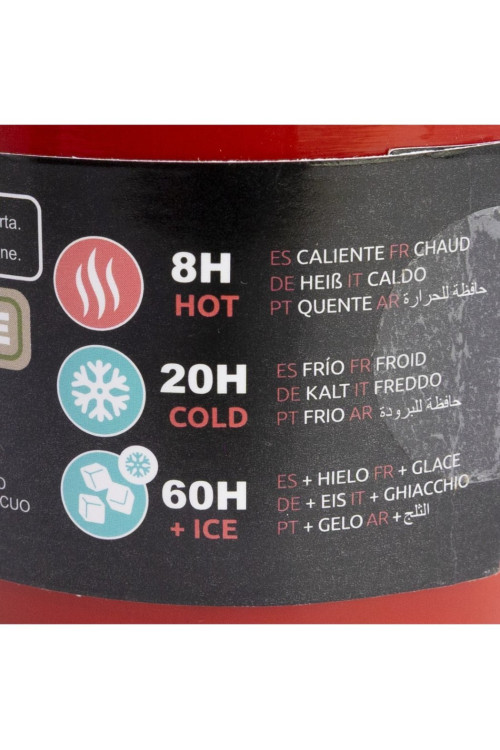 rta.
ne.
E
O
CUO
8H
HOT
ES CALIENTE FR CHAUD
DE HEIß IT CALDO
PT QUENTE AR حافظة للحرارة
20H
COLD
ES FRÍO FR FROID
DE KALT IT FREDDO
PT FRIO AR حافظة للبرودة
60H
+ ICE
ES + HIELO FR + GLACE
DE + EIS IT + GHIACCHIO
PT + GELO AR + الثلج